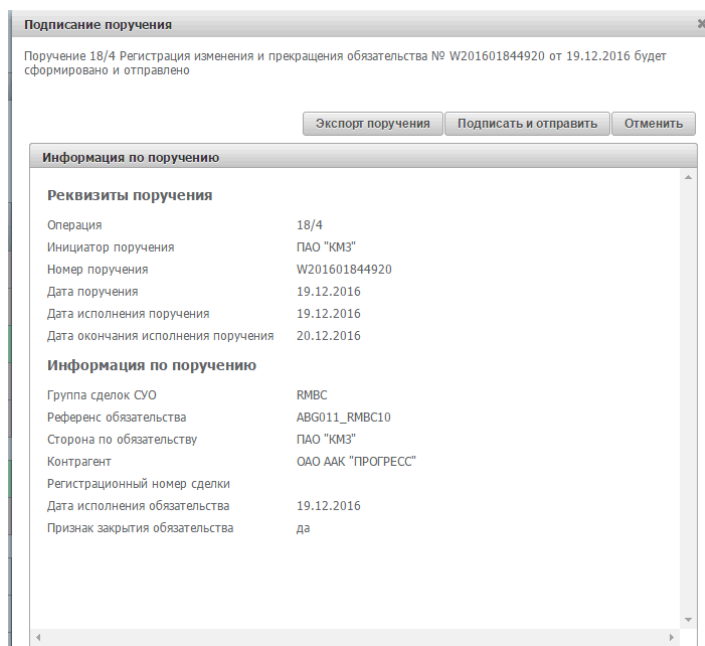 Подписание поручения
Поручение 18/4 Регистрация изменения и прекращения обязательства № W201601844920 от 19.12.2016 будет
сформировано и отправлено
Экспорт поручения Подписать и отправить Отменить
Информация по поручению
Реквизиты поручения
Операция 18/4
Инициатор поручения ПАО "КМЗ"
Номер поручения W201601844920
Дата поручения 19.12.2016
Дата исполнения поручения 19.12.2016
Дата окончания исполнения поручения 20.12.2016
Информация по поручению
Группа сделок СУО RMBC
Референс обязательства ABG011_RMBC10
Сторона по обязательству ПАО "КМЗ"
Контрагент ОАО ААК "ПРОГРЕСС"
Регистрационный номер сделки
Дата исполнения обязательства 19.12.2016
Признак закрытия обязательства да